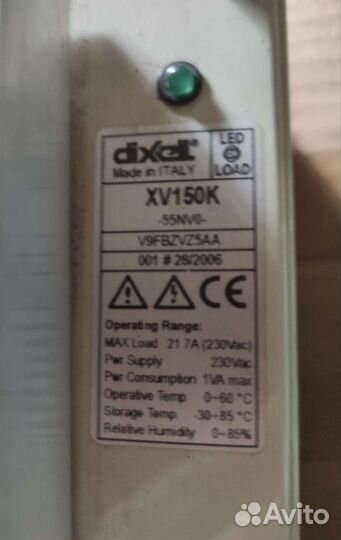 dixell
Made in ITALY
LED
LOAD
XV150K
-55NV0-
V9FBZVZ5AA
001 # 28/2006
CE
Operating Range:
MAX Load 21.7A (230Vac)
Pwr Supply 230Vac
Pwr Consumption 1VA max
Operative Temp 0~60 °C
Storage Temp -30~85 °C
Relative Humidity 0~85%
Avito